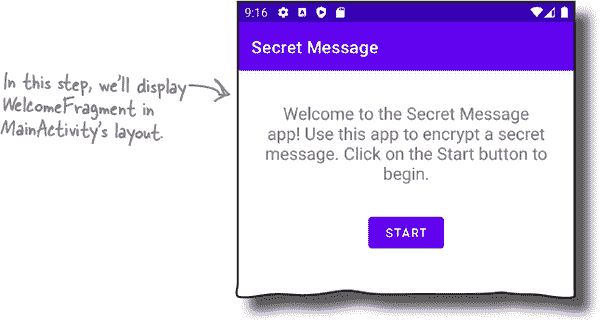 9:16
Secret Message
In this step, we'll display
WelcomeFragment in
MainActivity's layout.
Welcome to the Secret Message
app! Use this app to encrypt a secret
message. Click on the Start button to
begin.
START